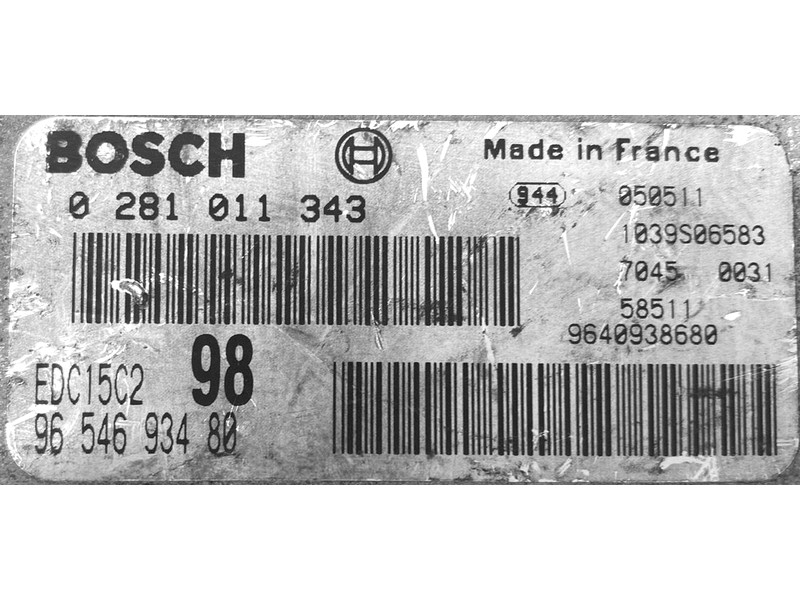 BOSCH
Made in France
0 281 011 343
944 050511
1039S06583
7045 0031
58511
9640938680
EDC15C2 98
96 546 934 80